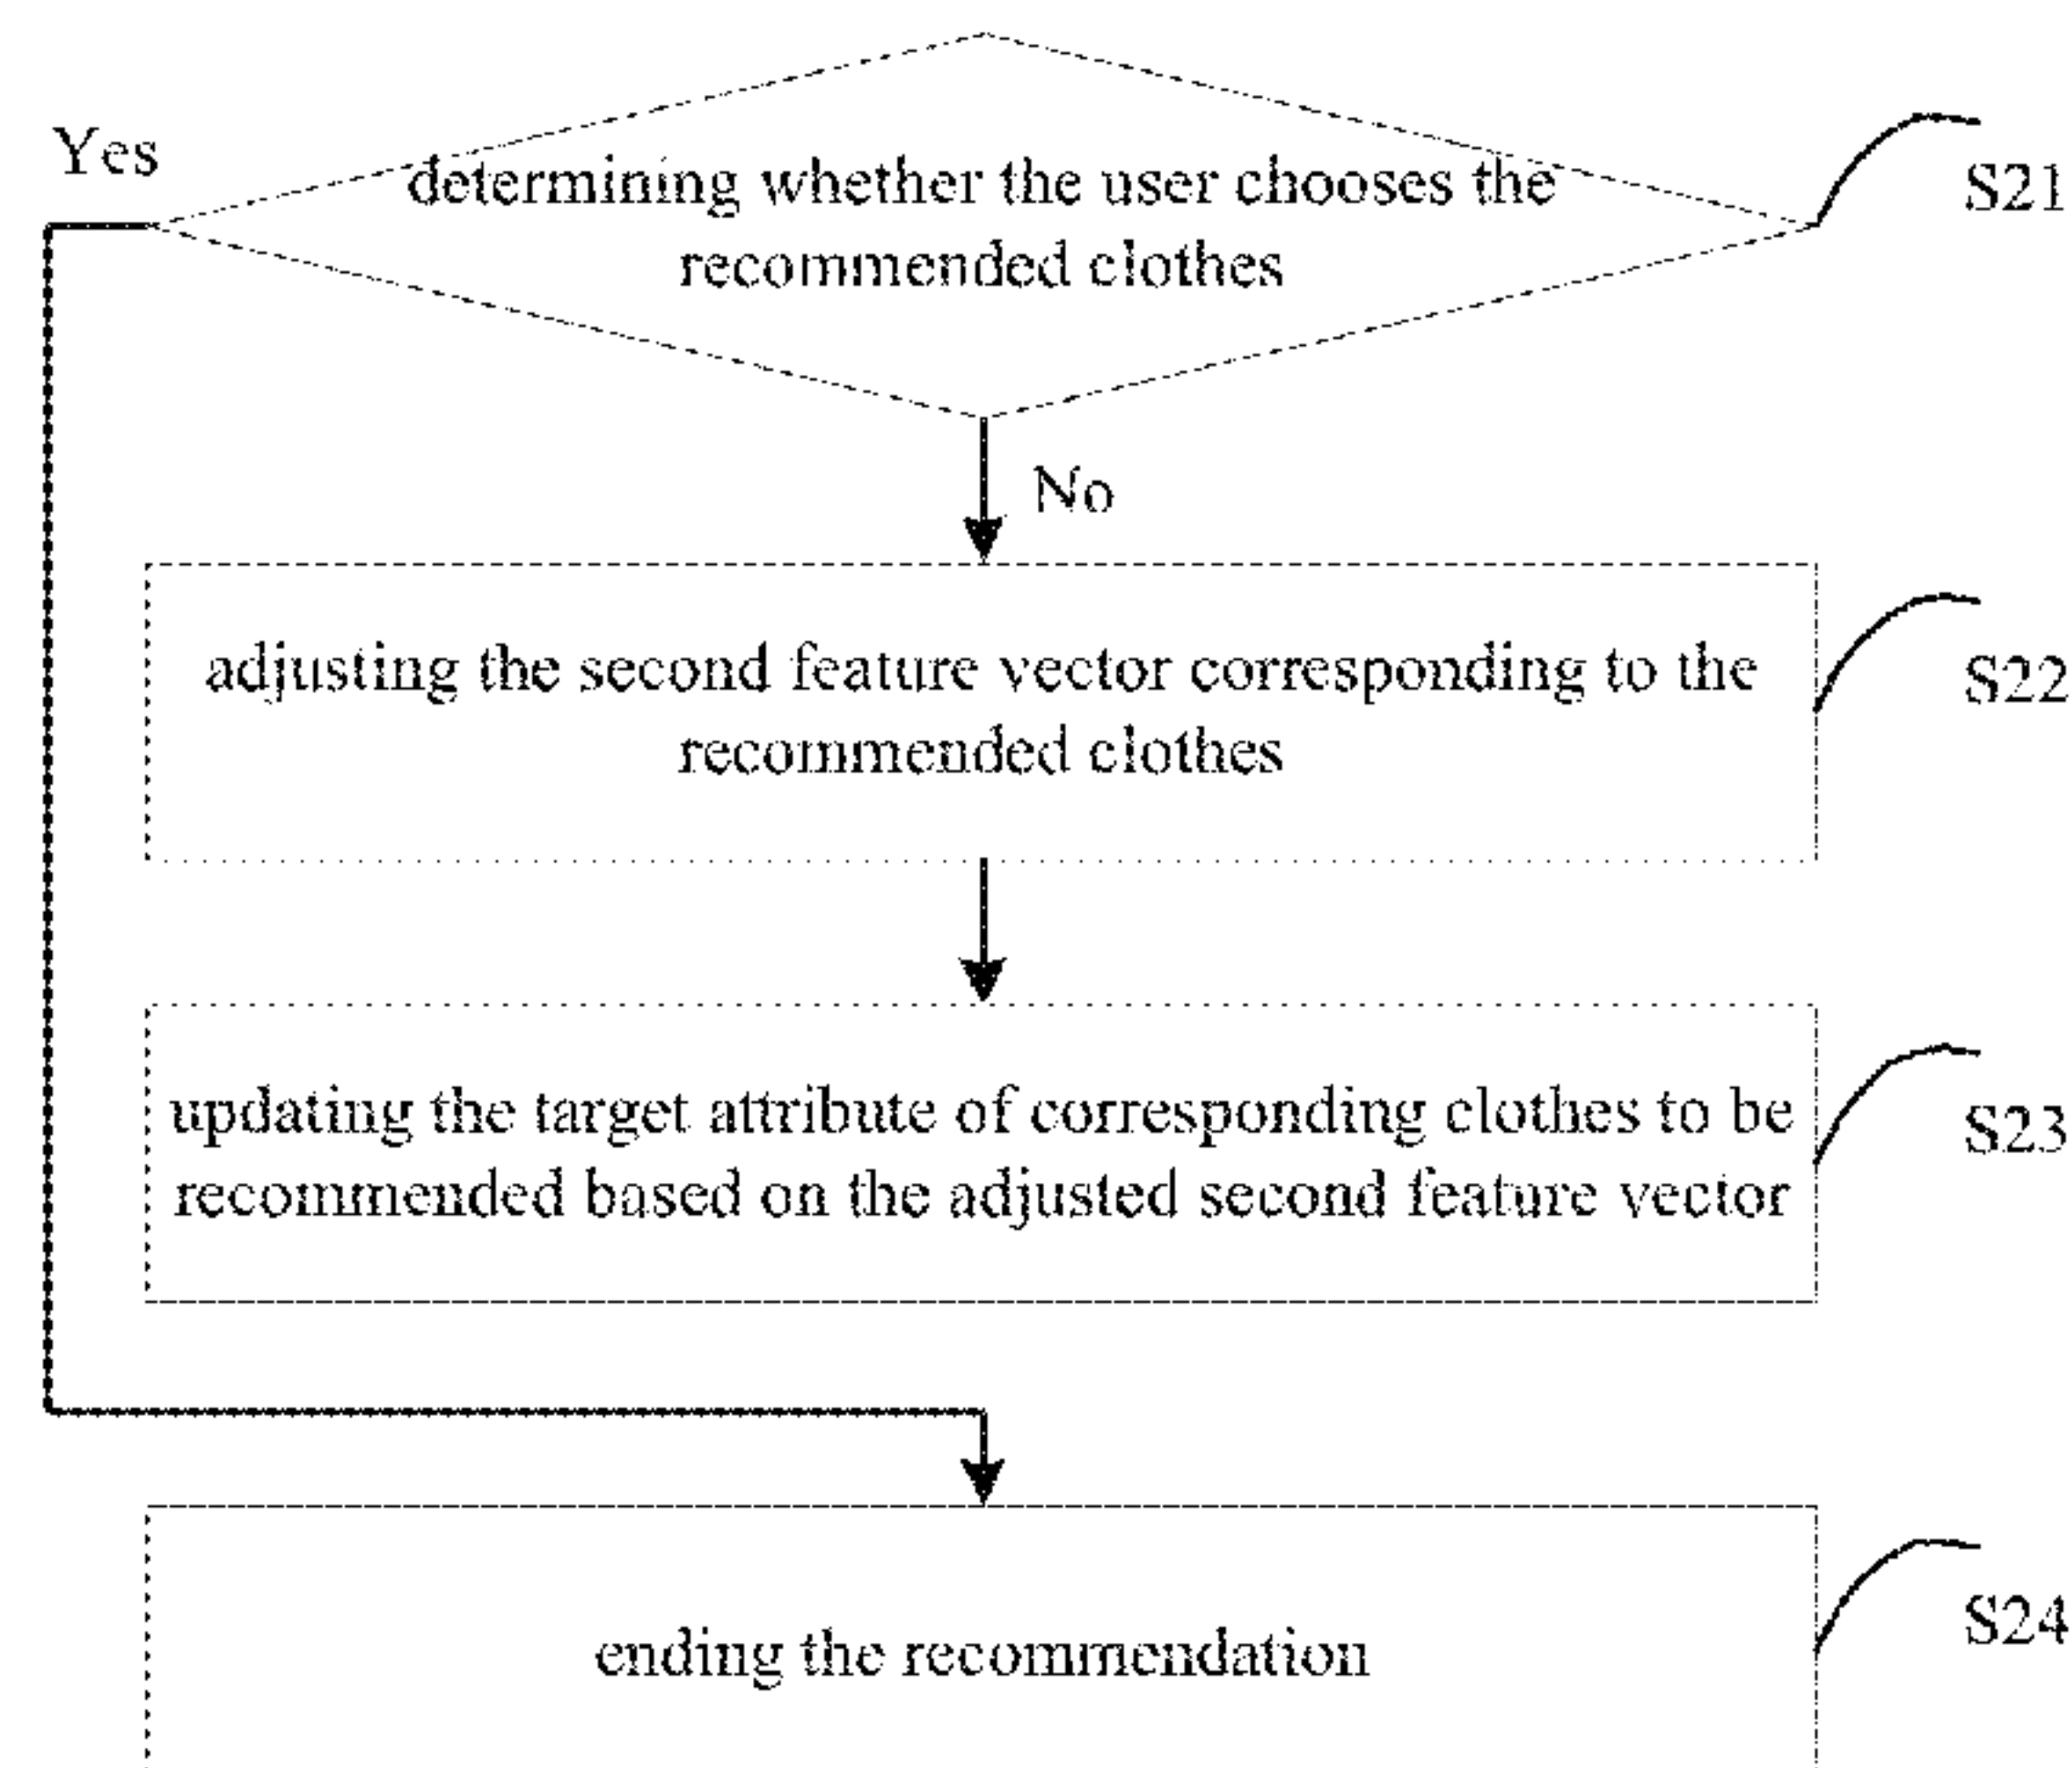 Yes
determining whether the user chooses the
recommended clothes
S21
No
adjusting the second feature vector corresponding to the
recommended clothes
S22
updating the target attribute of corresponding clothes to be
recommended based on the adjusted second feature vector
S23
ending the recommendation
S24